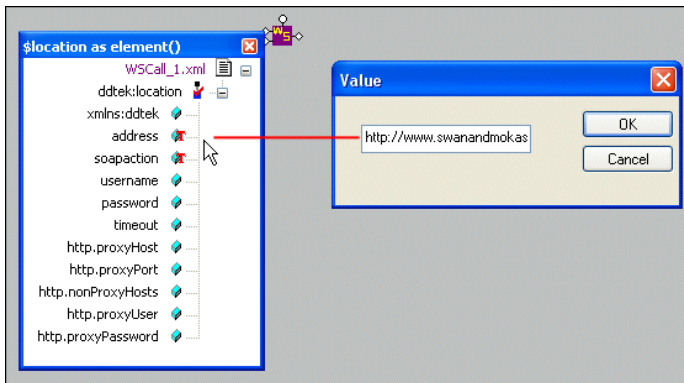 $location as element()
WS
WSCall_1.xml
ddtek:location
xmlns:ddtek
address
soapaction
username
password
timeout
http.proxyHost
http.proxyPort
http.nonProxyHosts
http.proxyUser
http.proxyPassword
Value
http://www.swanandmokas
OK
Cancel